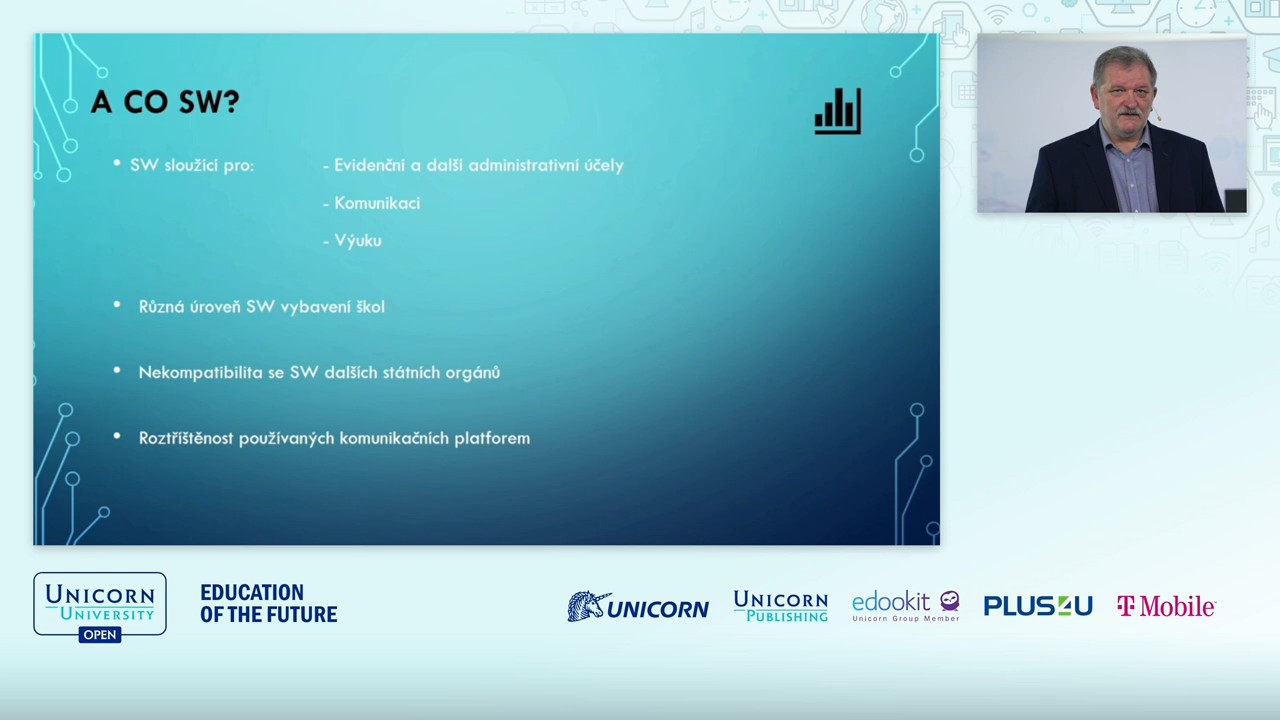 A CO SW?
• SW sloužící pro: - Evidenční a další administrativní účely
- Komunikaci
- Výuku
• Různá úroveň SW vybavení škol
• Nekompatibilita se SW dalších státních orgánů
• Roztříštěnost používaných komunikačních platforem
UNICORN
UNIVERSITY
OPEN
EDUCATION
OF THE FUTURE
UNICORN
UNICORN
PUBLISHING
edookit
Unicorn Group Member
PLUS4U
T Mobile